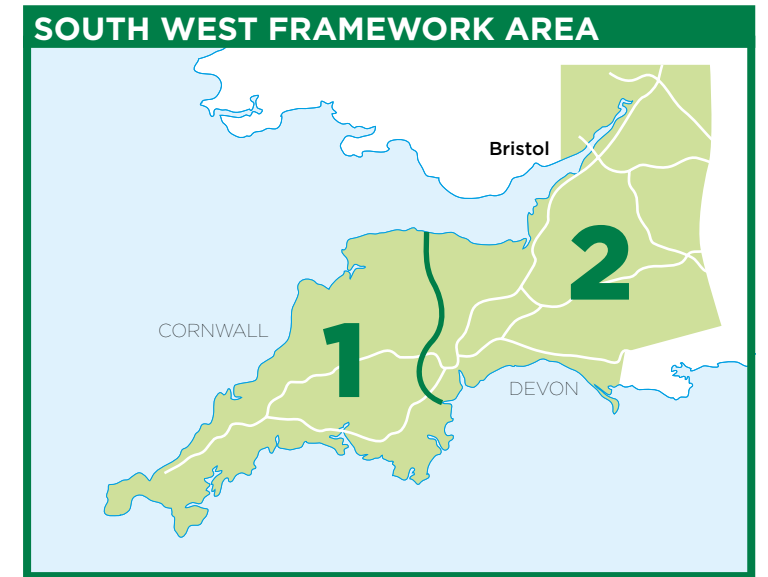 SOUTH WEST FRAMEWORK AREA
Bristol
2
CORNWALL
1
DEVON